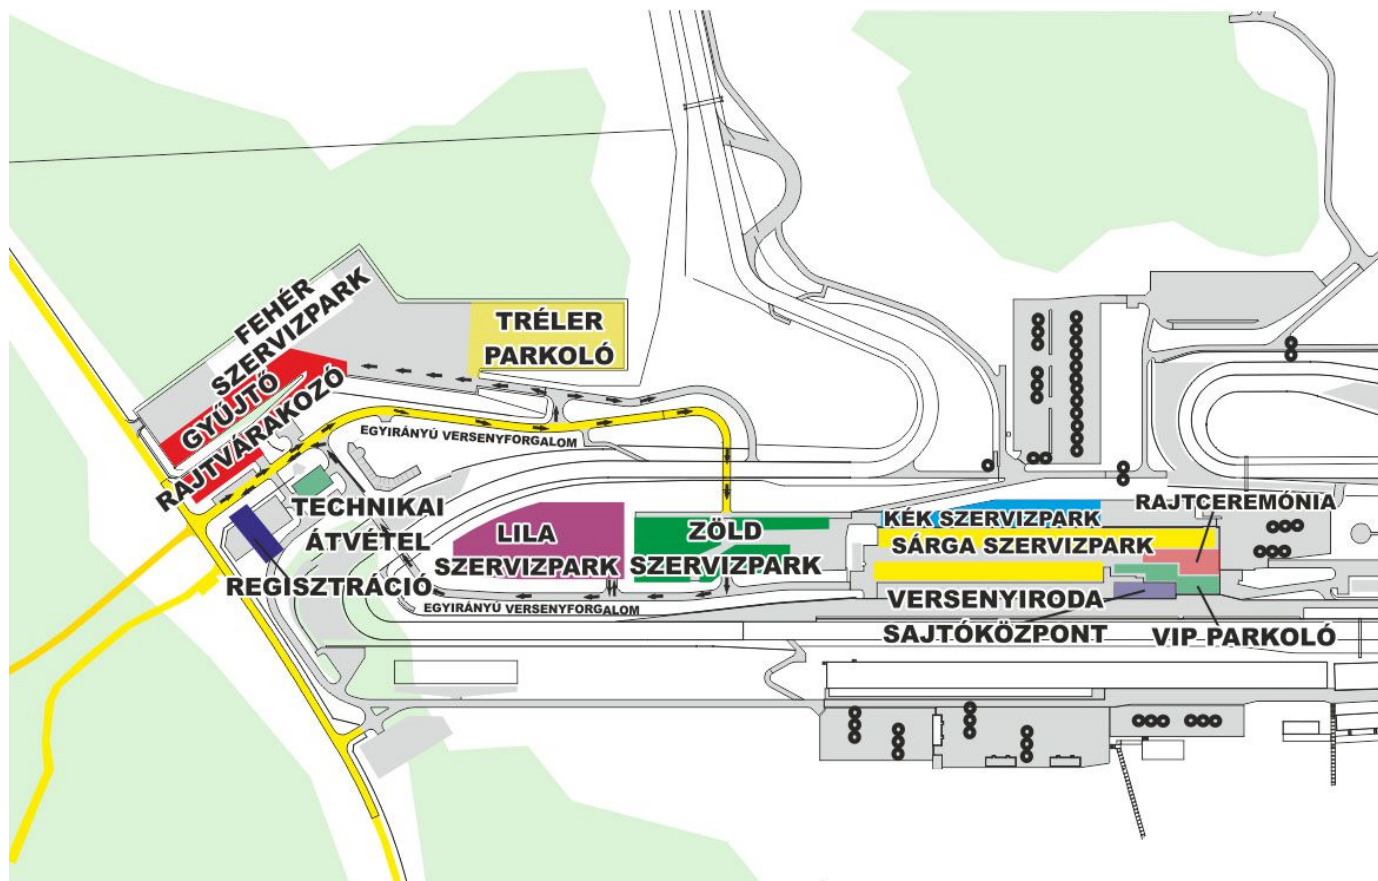 FEHÉR
SZERVIZPARK
GYŰJTŐ
RAJTVÁRAKOZÓ
TRÉLER
PARKOLÓ
EGYIRÁNYÚ VERSENYFORGALOM
TECHNIKAI
ÁTVÉTEL
REGISZTRÁCIÓ
LILA
SZERVIZPARK
ZÖLD
SZERVIZPARK
EGYIRÁNYÚ VERSENYFORGALOM
RAJTCEREMÓNIA
KÉK SZERVIZPARK
SÁRGA SZERVIZPARK
VERSENYIRODA
SAJTÓKÖZPONT
VIP PARKOLÓ